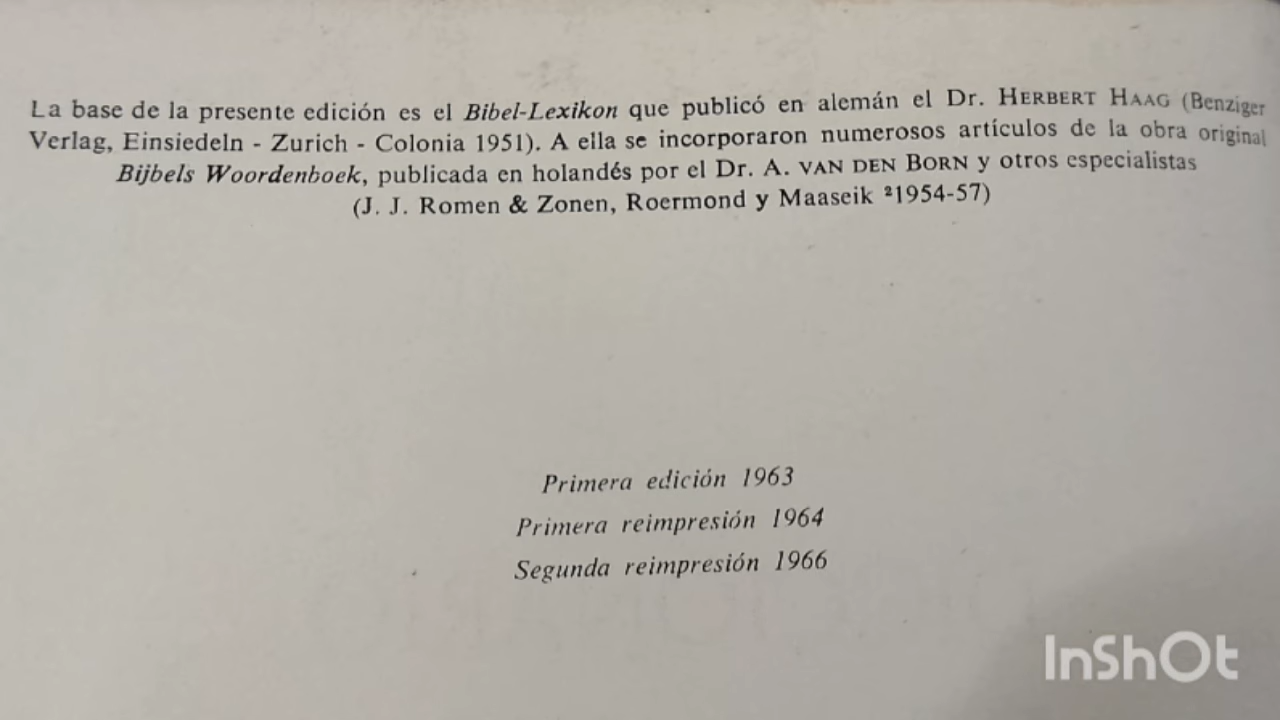 La base de la presente edición es el Bibel-Lexikon que publicó en alemán el Dr. HERBERT HAAG (Benziger
Verlag, Einsiedeln - Zurich - Colonia 1951). A ella se incorporaron numerosos artículos de la obra original
Bijbels Woordenboek, publicada en holandés por el Dr. A. VAN DEN BORN y otros especialistas
(J. J. Romen & Zonen, Roermond y Maaseik ²1954-57)
Primera edición 1963
Primera reimpresión 1964
Segunda reimpresión 1966
InShOt